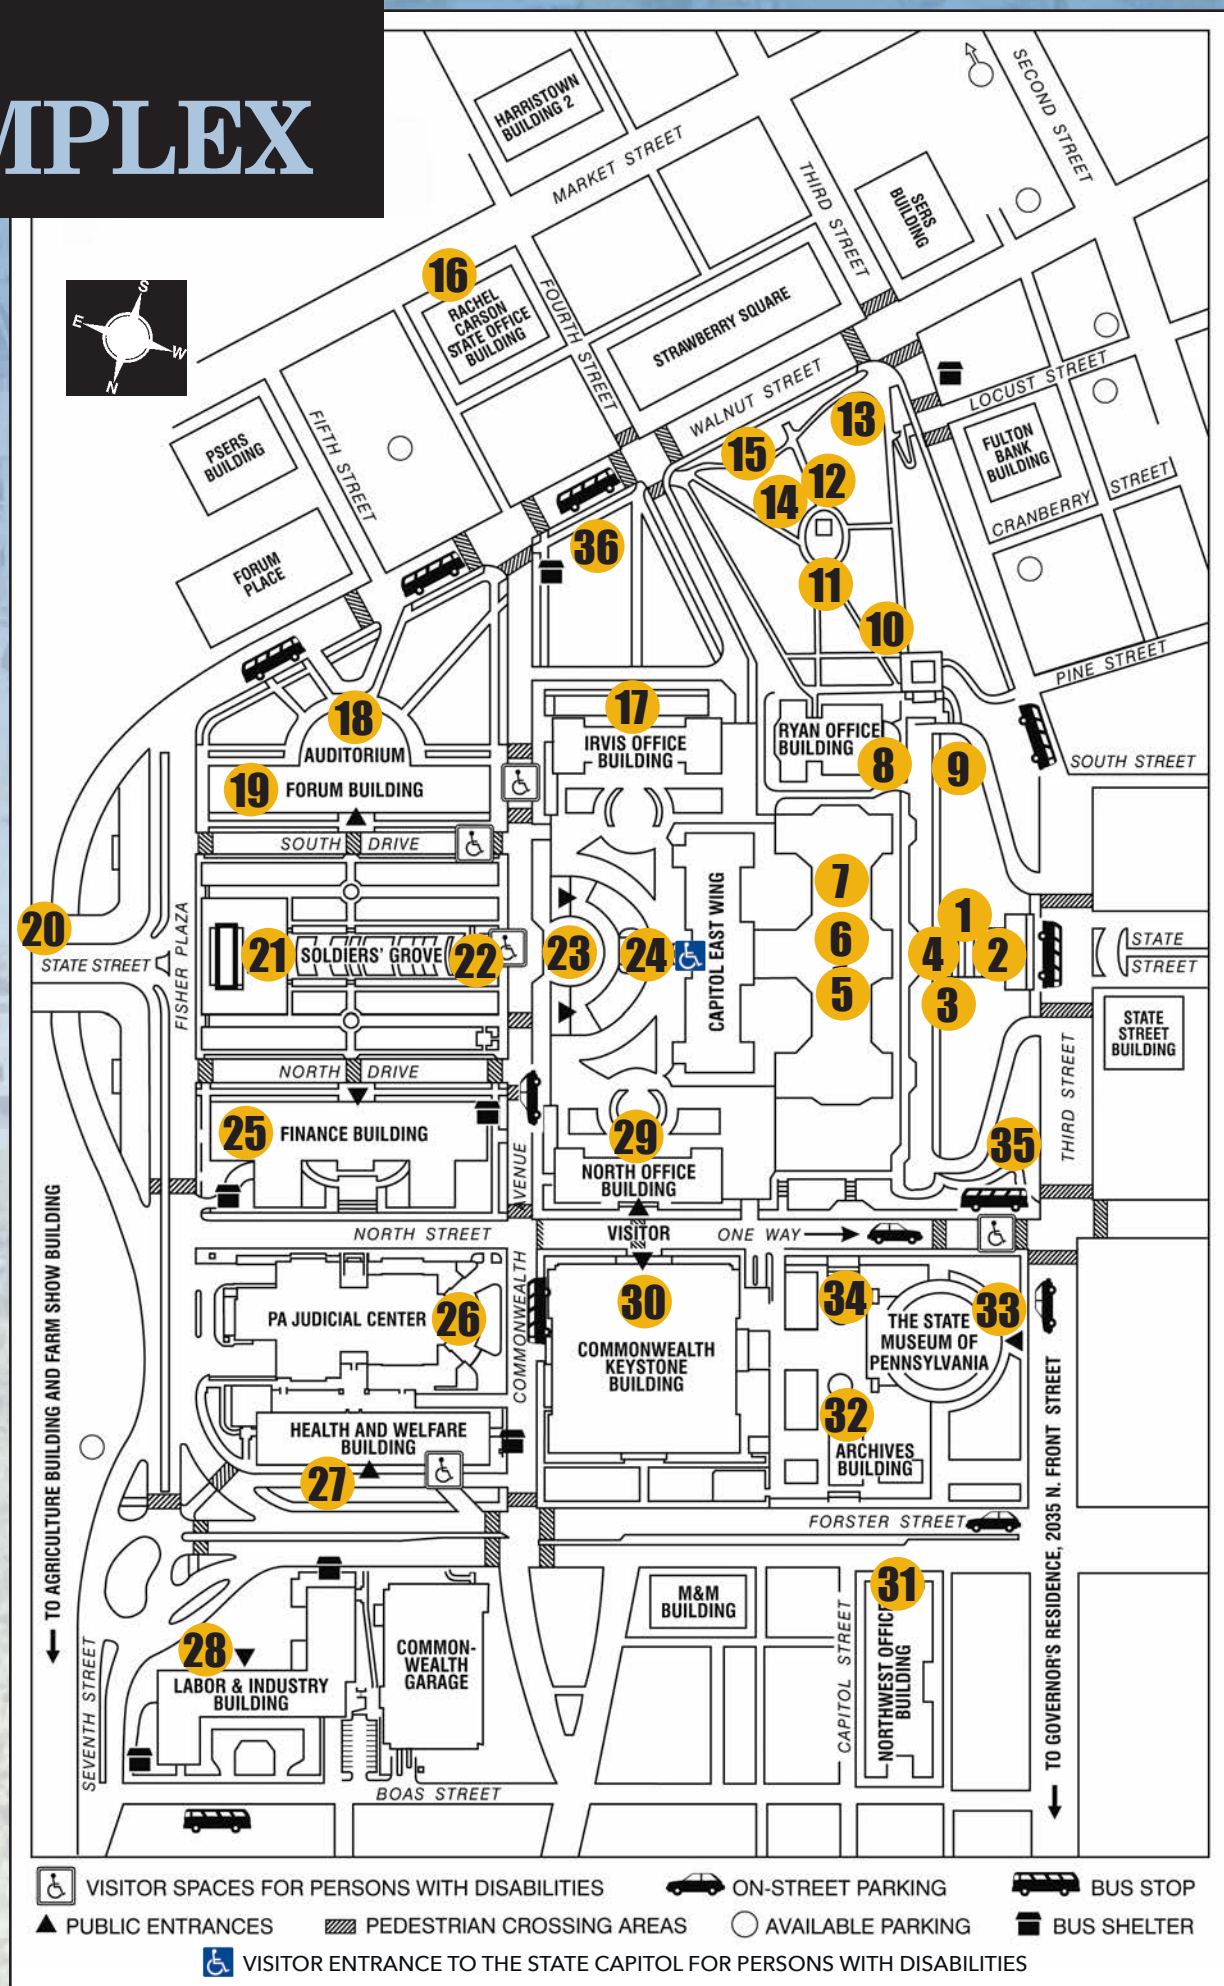 MPLEX
HARRISTOWN
BUILDING 2
MARKET STREET
SECOND STREET
THIRD STREET
SERS
BUILDING
S
E
W
N
16
RACHEL
CARSON
STATE OFFICE
BUILDING
FOURTH STREET
STRAWBERRY SQUARE
WALNUT STREET
LOCUST STREET
PSERS
BUILDING
FIFTH STREET
13
15
12
14
FULTON
BANK
BUILDING
CRANBERRY STREET
FORUM
PLACE
36
11
10
PINE STREET
18
AUDITORIUM
17
IRVIS OFFICE
BUILDING
RYAN OFFICE
BUILDING
8
9
SOUTH STREET
19
FORUM BUILDING
SOUTH DRIVE
7
CAPITOL EAST WING
1
20
STATE STREET
FISHER PLAZA
21
SOLDIERS' GROVE
22
23
24
6
4
2
STATE
STREET
5
3
STATE
STREET
BUILDING
NORTH DRIVE
THIRD STREET
25
FINANCE BUILDING
29
NORTH OFFICE
BUILDING
35
AVENUE
NORTH STREET
VISITOR
ONE WAY
COMMONWEALTH
PA JUDICIAL CENTER
26
30
COMMONWEALTH
KEYSTONE
BUILDING
34
33
THE STATE
MUSEUM OF
PENNSYLVANIA
TO AGRICULTURE BUILDING AND FARM SHOW BUILDING
HEALTH AND WELFARE
BUILDING
27
32
ARCHIVES
BUILDING
FORSTER STREET
TO GOVERNOR'S RESIDENCE, 2035 N. FRONT STREET
31
M&M
BUILDING
CAPITOL STREET
NORTHWEST OFFICE
BUILDING
28
LABOR & INDUSTRY
BUILDING
COMMON-
WEALTH
GARAGE
SEVENTH STREET
BOAS STREET
VISITOR SPACES FOR PERSONS WITH DISABILITIES
ON-STREET PARKING
BUS STOP
PUBLIC ENTRANCES
PEDESTRIAN CROSSING AREAS
AVAILABLE PARKING
BUS SHELTER
VISITOR ENTRANCE TO THE STATE CAPITOL FOR PERSONS WITH DISABILITIES